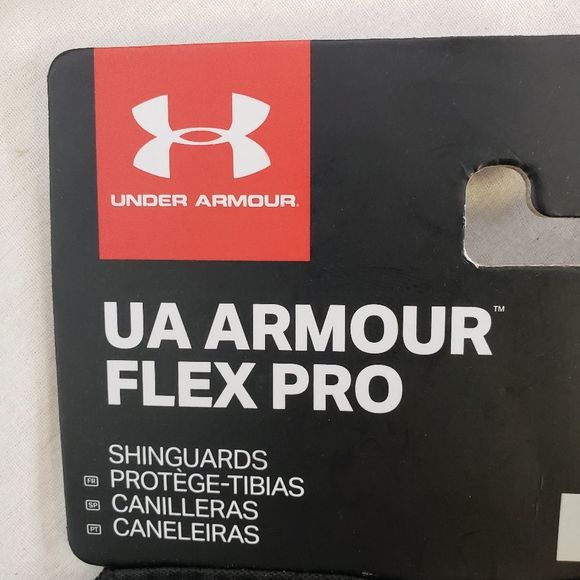 UNDER ARMOUR.
UA ARMOUR™
FLEX PRO
SHINGUARDS
FR PROTÈGE-TIBIAS
SP CANILLERAS
PT CANELEIRAS